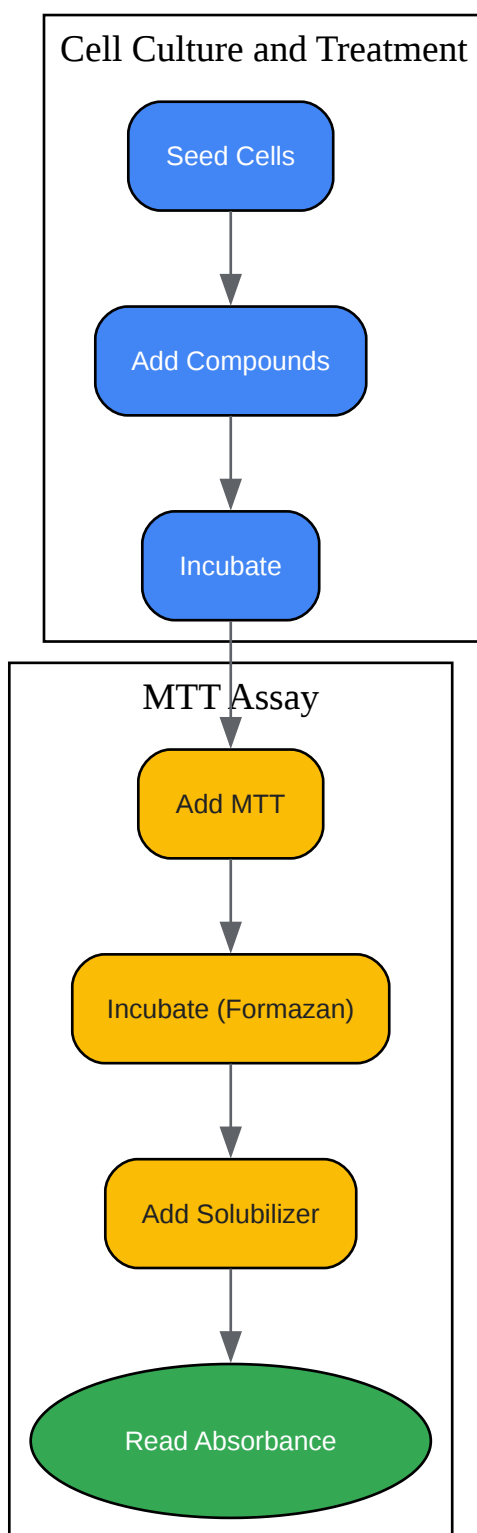 Cell Culture and Treatment
Seed Cells
Add Compounds
Incubate
MTT Assay
Add MTT
Incubate (Formazan)
Add Solubilizer
Read Absorbance